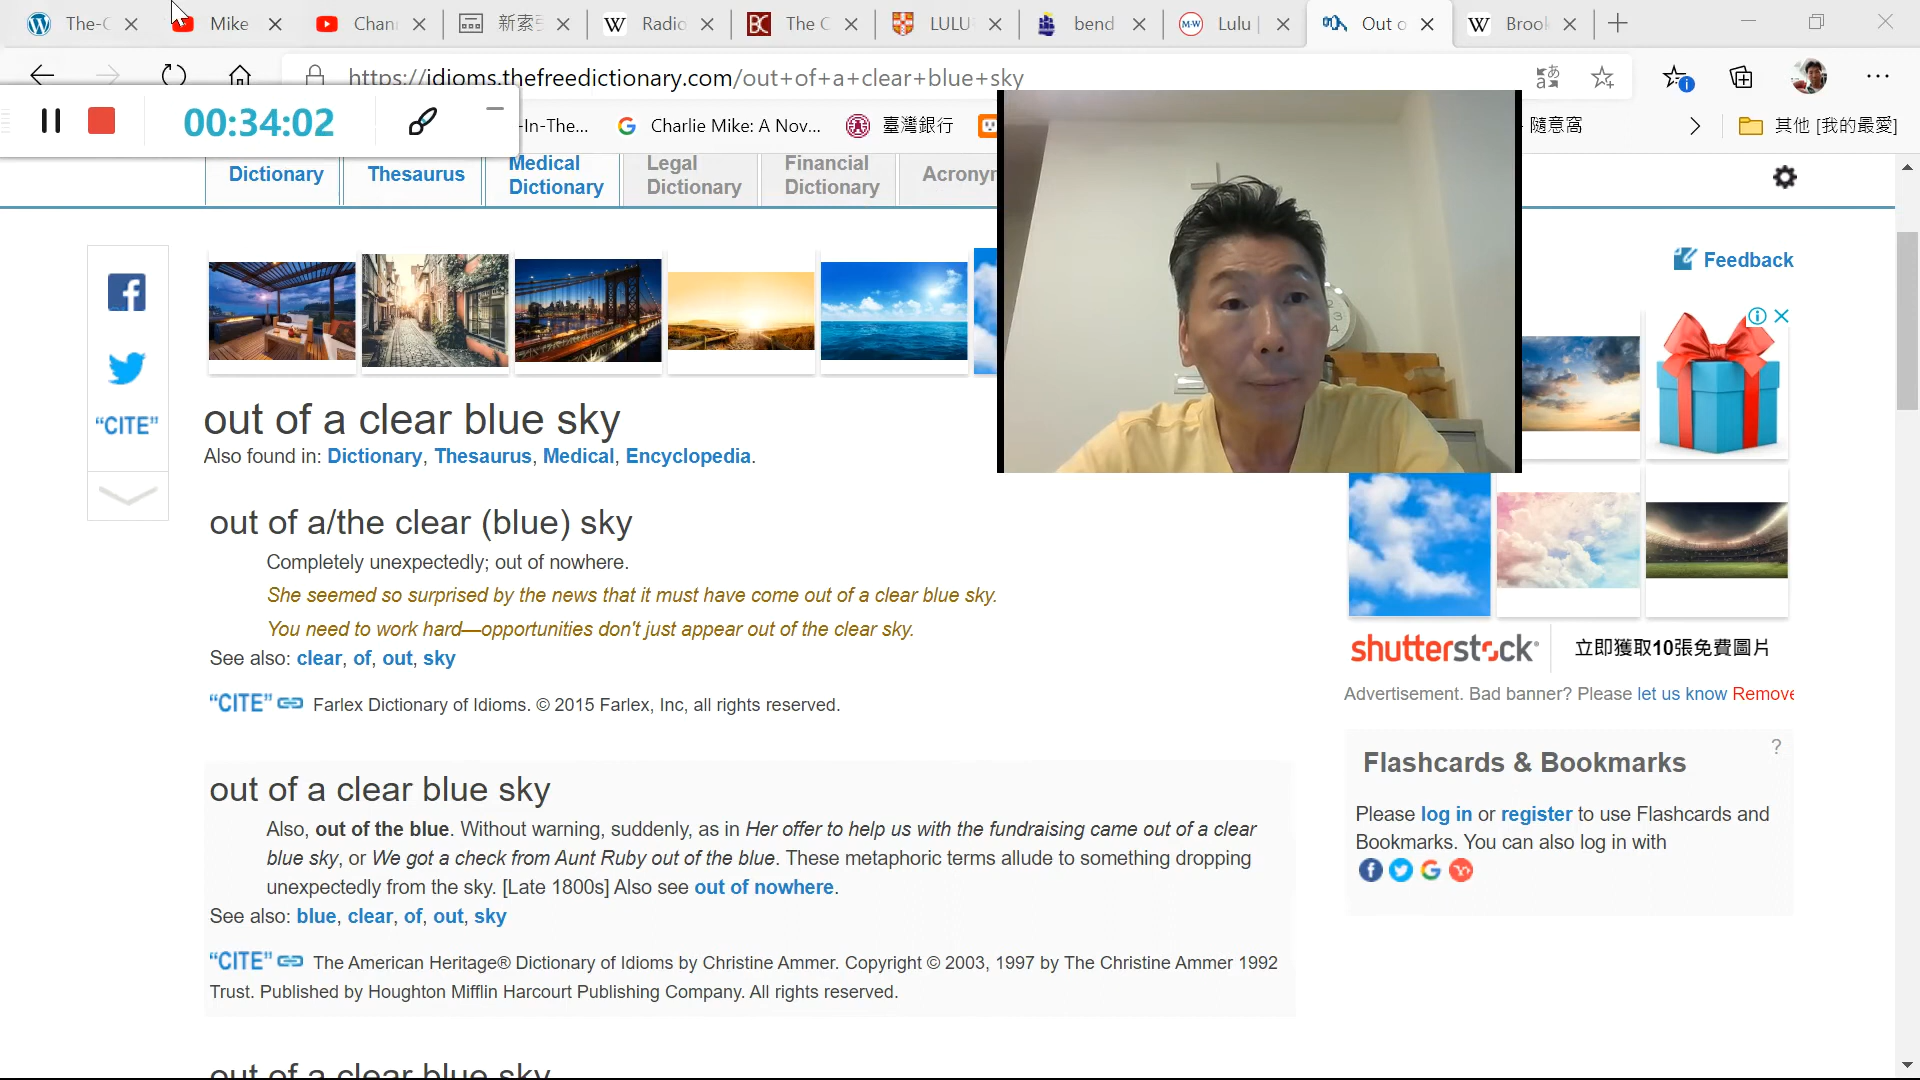 The-C
Mike
Chan
新索
Radio
The C
LULU
bend
M-W
Lulu |
Out o
Brook
https://idioms.thefreedictionary.com/out+of+a+clear+blue+sky
00:34:02
-In-The...
Charlie Mike: A Nov...
臺灣銀行
隨意窩
其他 [我的最愛]
Dictionary
Thesaurus
Medical Dictionary
Legal Dictionary
Financial Dictionary
Acronym
Feedback
"CITE"
out of a clear blue sky
Also found in: Dictionary, Thesaurus, Medical, Encyclopedia.
out of a/the clear (blue) sky
Completely unexpectedly; out of nowhere.
She seemed so surprised by the news that it must have come out of a clear blue sky.
You need to work hard—opportunities don't just appear out of the clear sky.
See also: clear, of, out, sky
"CITE" Farlex Dictionary of Idioms. © 2015 Farlex, Inc, all rights reserved.
shutterstock
立即獲取10張免費圖片
Advertisement. Bad banner? Please let us know Remove
out of a clear blue sky
Also, out of the blue. Without warning, suddenly, as in Her offer to help us with the fundraising came out of a clear
blue sky, or We got a check from Aunt Ruby out of the blue. These metaphoric terms allude to something dropping
unexpectedly from the sky. [Late 1800s] Also see out of nowhere.
See also: blue, clear, of, out, sky
"CITE" The American Heritage® Dictionary of Idioms by Christine Ammer. Copyright © 2003, 1997 by The Christine Ammer 1992
Trust. Published by Houghton Mifflin Harcourt Publishing Company. All rights reserved.
Flashcards & Bookmarks
?
Please log in or register to use Flashcards and
Bookmarks. You can also log in with
out of a clear blue sky